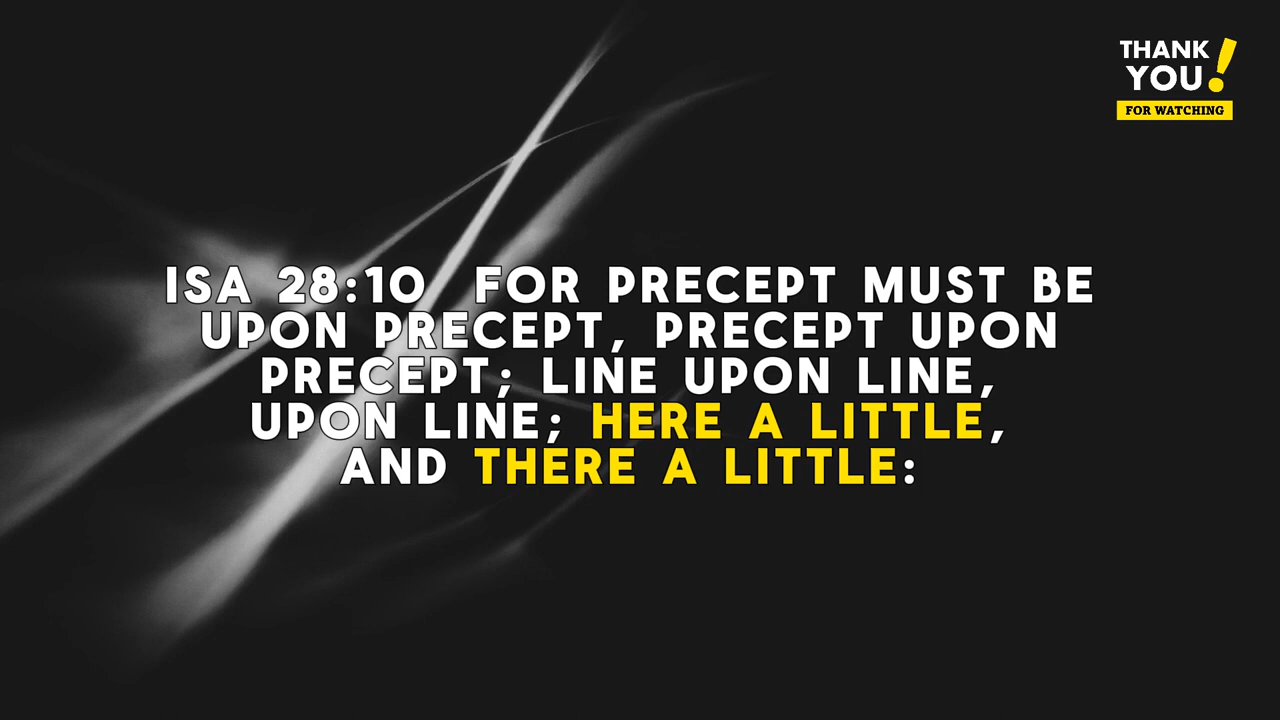 THANK
YOU!
FOR WATCHING
ISA 28:10  FOR PRECEPT MUST BE
UPON PRECEPT, PRECEPT UPON
PRECEPT; LINE UPON LINE,
UPON LINE; HERE A LITTLE,
AND THERE A LITTLE: